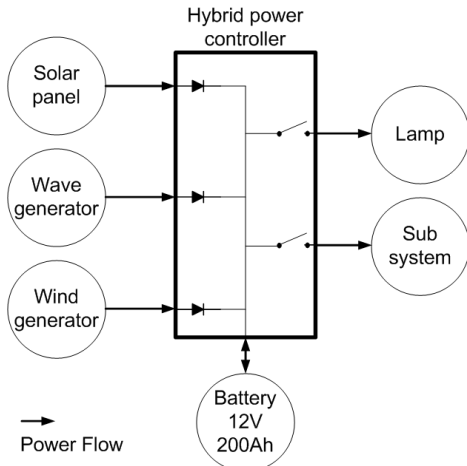 Hybrid power
controller
Solar
panel
Lamp
Wave
generator
Sub
system
Wind
generator
Battery
12V
200Ah
Power Flow